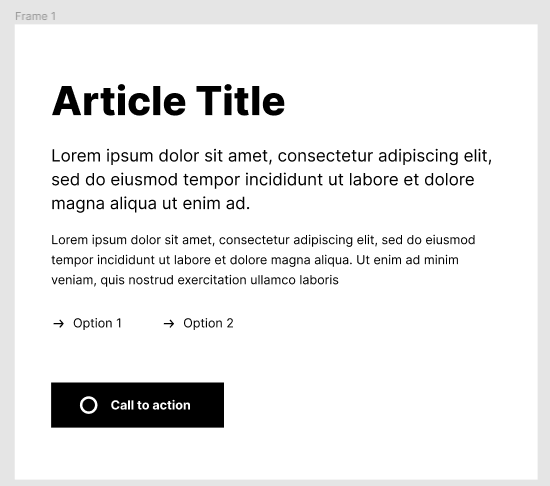 Frame 1
Article Title
Lorem ipsum dolor sit amet, consectetur adipiscing elit,
sed do eiusmod tempor incididunt ut labore et dolore
magna aliqua ut enim ad.
Lorem ipsum dolor sit amet, consectetur adipiscing elit, sed do eiusmod
tempor incididunt ut labore et dolore magna aliqua. Ut enim ad minim
veniam, quis nostrud exercitation ullamco laboris
→ Option 1 → Option 2
Call to action